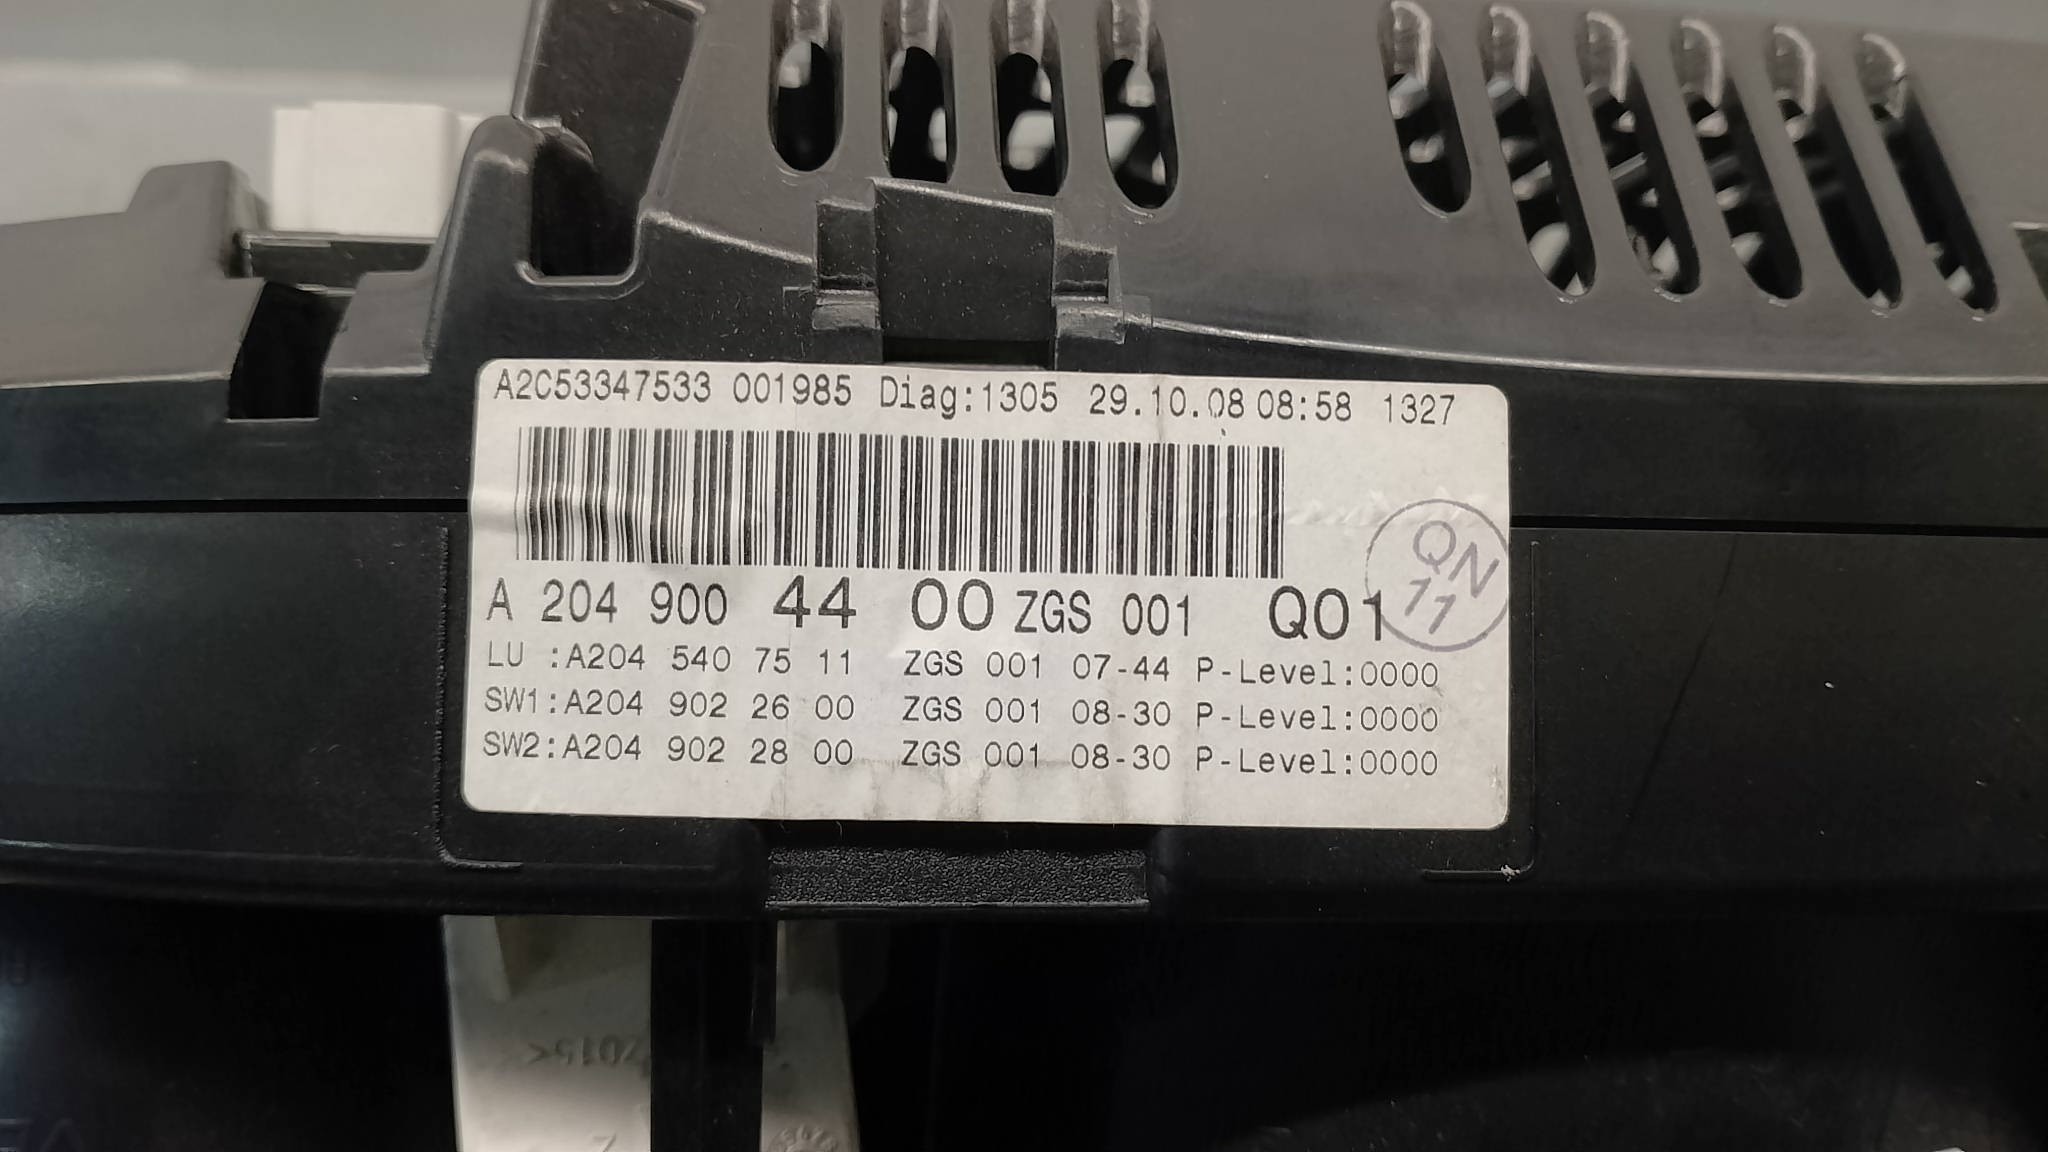 A2C53347533 001985 Diag:1305 29.10.08 08:58 1327
A 204 900 44 00 ZGS 001 Q01
QN
11
LU :A204 540 75 11 ZGS 001 07-44 P-Level:0000
SW1:A204 902 26 00 ZGS 001 08-30 P-Level:0000
SW2:A204 902 28 00 ZGS 001 08-30 P-Level:0000